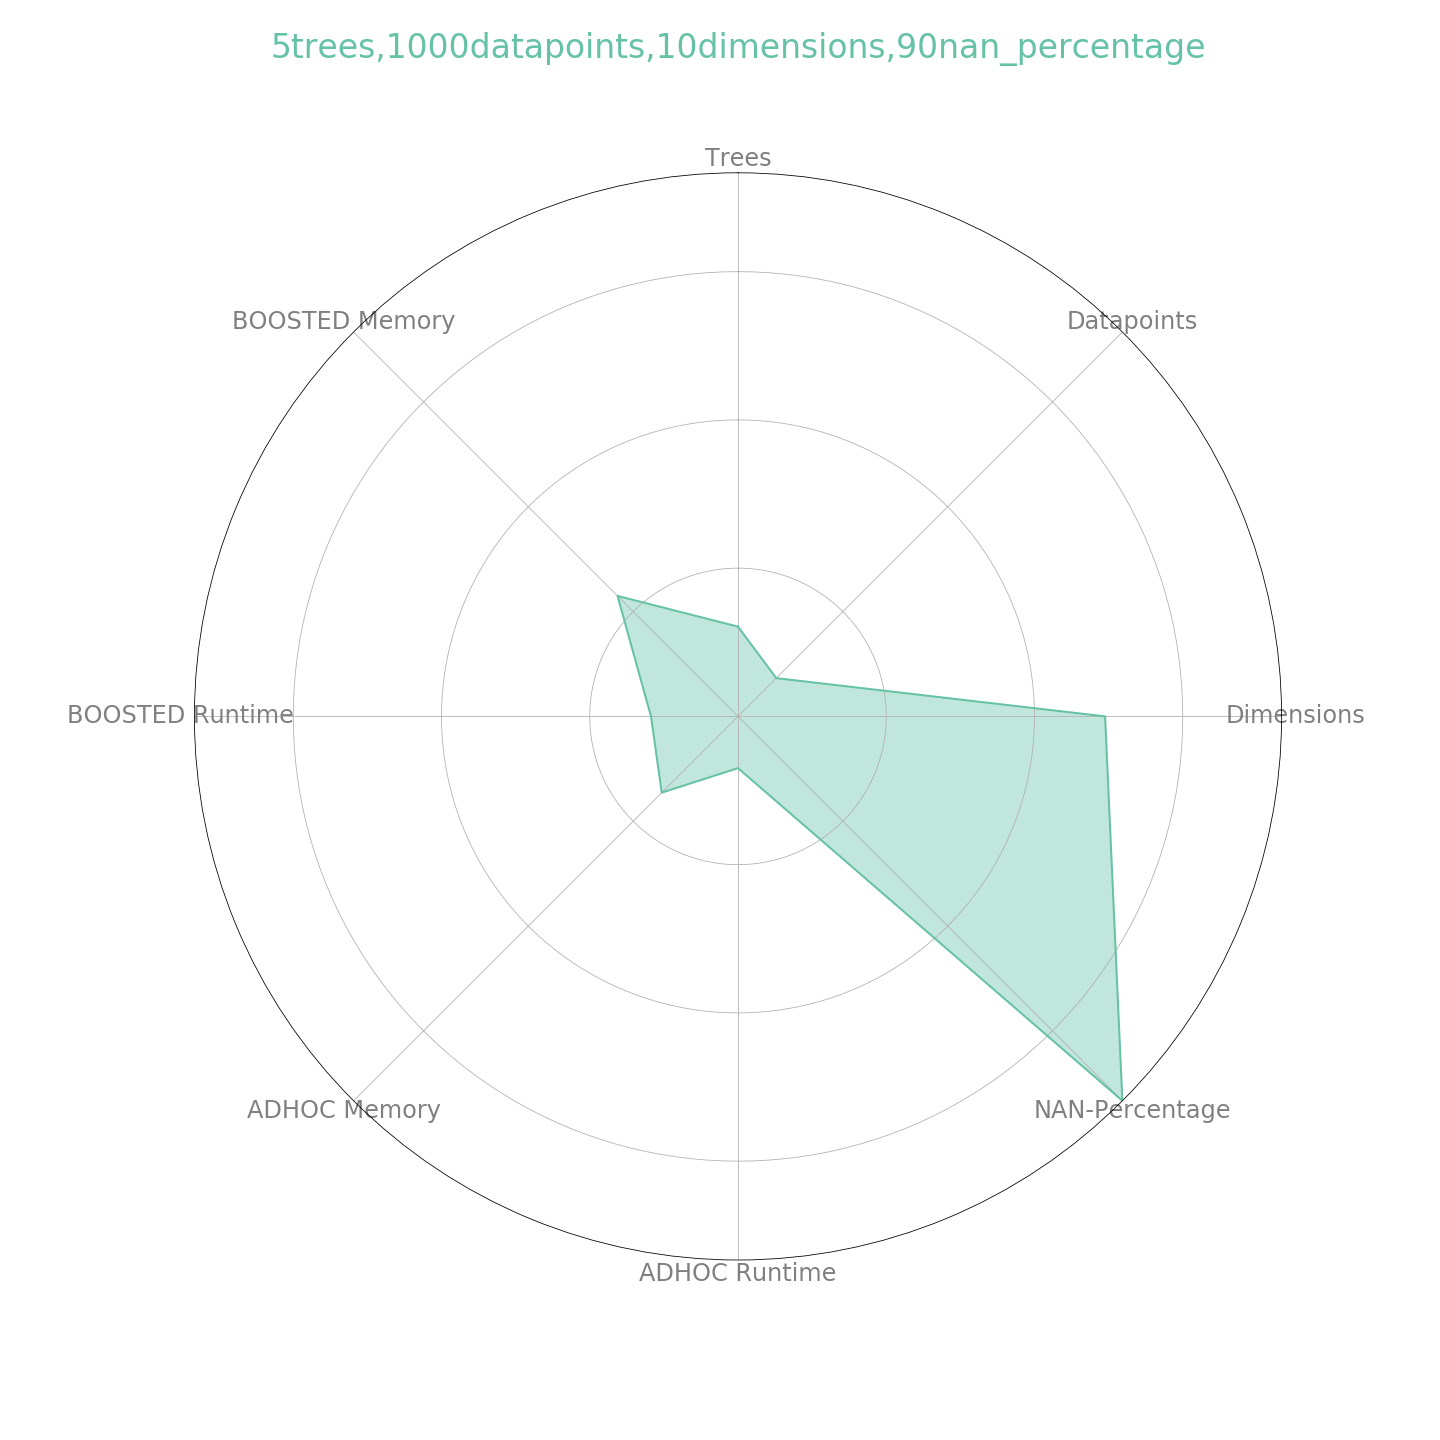 5trees,1000datapoints,10dimensions,90nan_percentage
Trees
BOOSTED Memory
Datapoints
BOOSTED Runtime
Dimensions
ADHOC Memory
NAN-Percentage
ADHOC Runtime